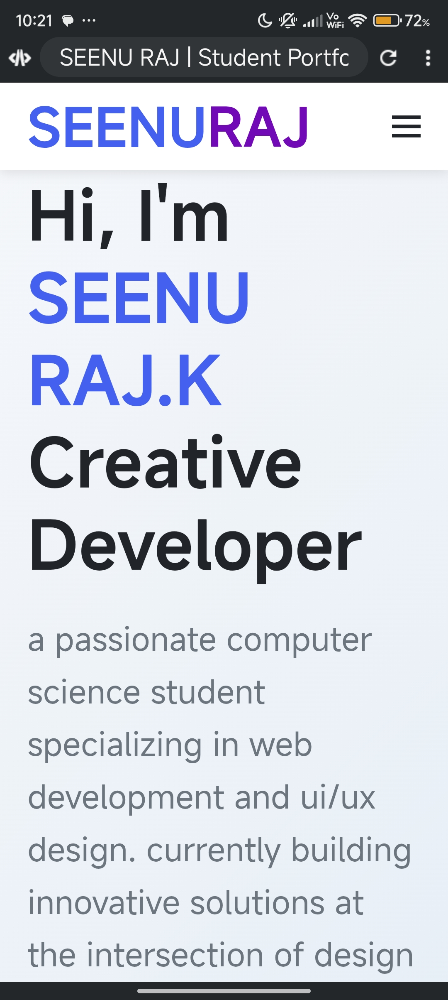 10:21 ... Vo WiFi 72%
SEENU RAJ | Student Portfo
SEENURAJ
Hi, I'm
SEENU
RAJ.K
Creative
Developer
a passionate computer
science student
specializing in web
development and ui/ux
design. currently building
innovative solutions at
the intersection of design